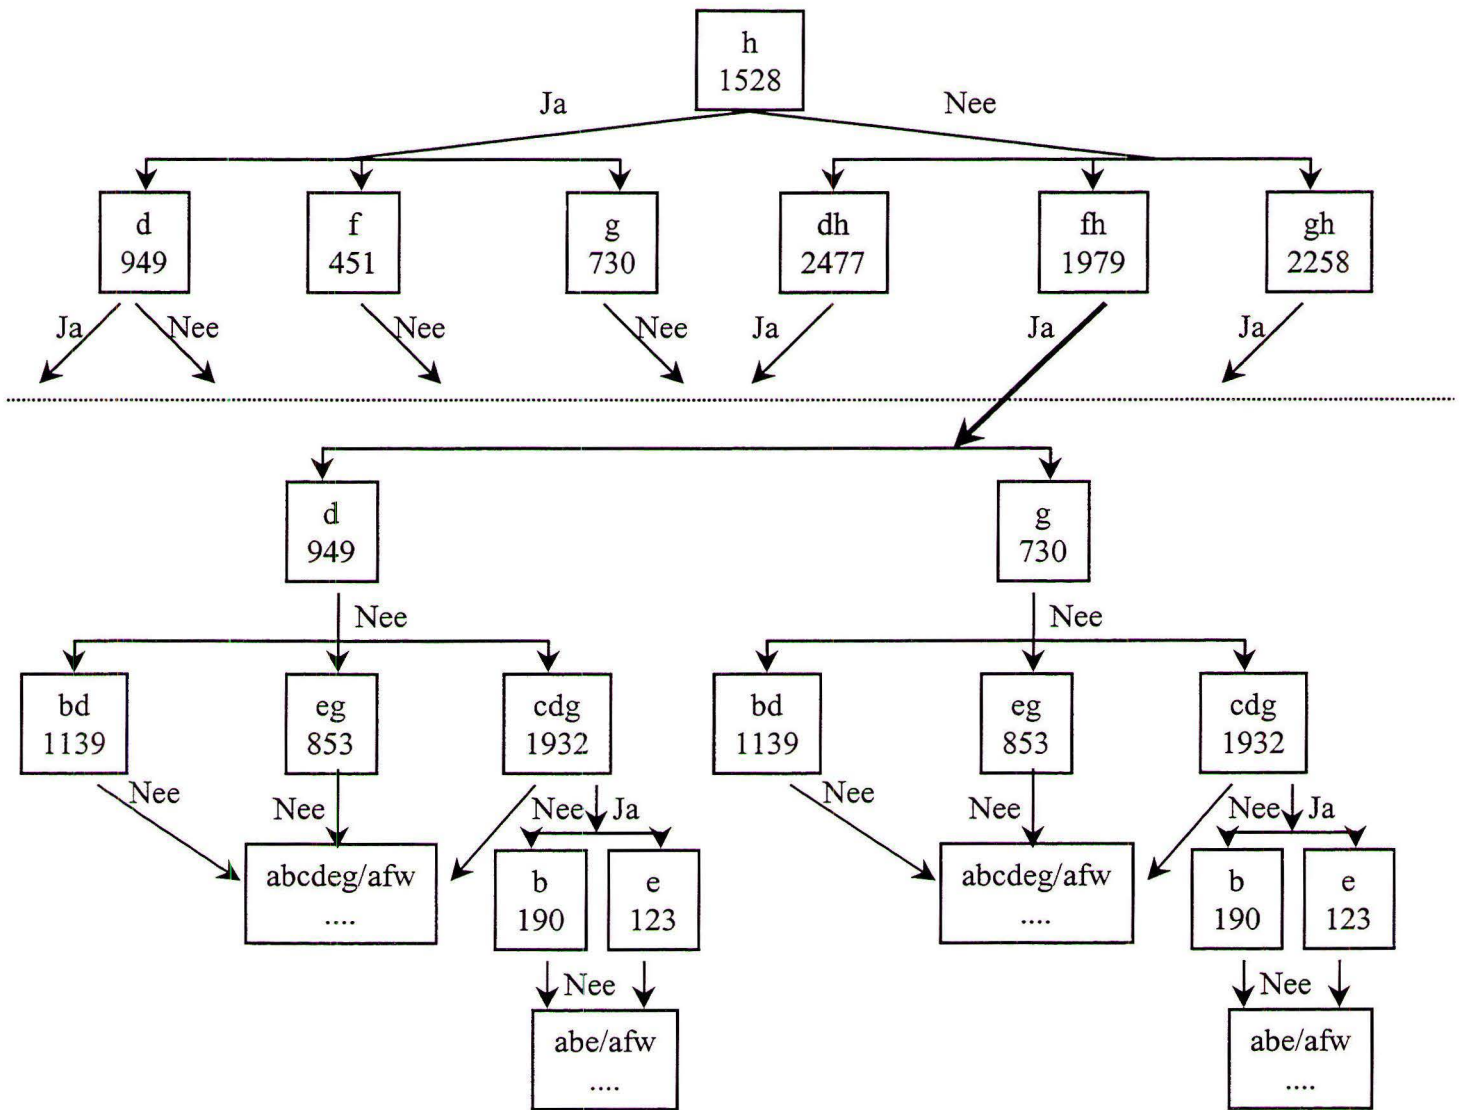 h
1528
Ja
Nee
d
949
f
451
g
730
dh
2477
fh
1979
gh
2258
Ja
Nee
Nee
Nee
Ja
Ja
Ja
d
949
g
730
Nee
Nee
bd
1139
eg
853
cdg
1932
bd
1139
eg
853
cdg
1932
Nee
Nee
Nee
Ja
Nee
Nee
Nee
Ja
abcdeg/afw
....
b
190
e
123
abcdeg/afw
....
b
190
e
123
Nee
Nee
abe/afw
....
abe/afw
....